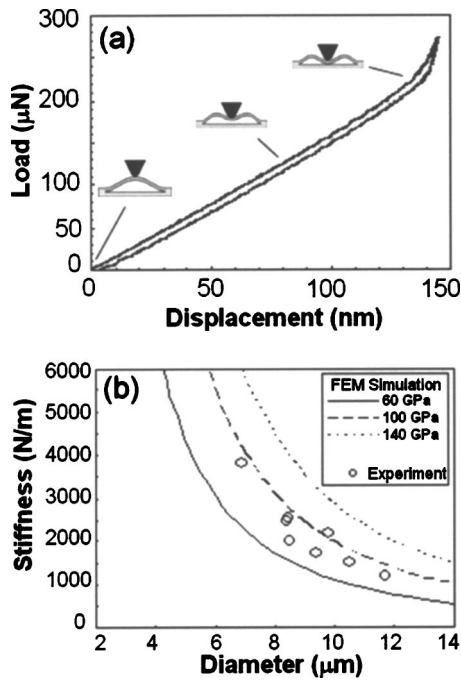 (a)
300
200
100
50
0
Load (μN)
0 50 100 150
Displacement (nm)
(b)
6000
5000
4000
3000
2000
1000
0
Stiffness (N/m)
FEM Simulation
60 GPa
100 GPa
140 GPa
Experiment
2 4 6 8 10 12 14
Diameter (μm)